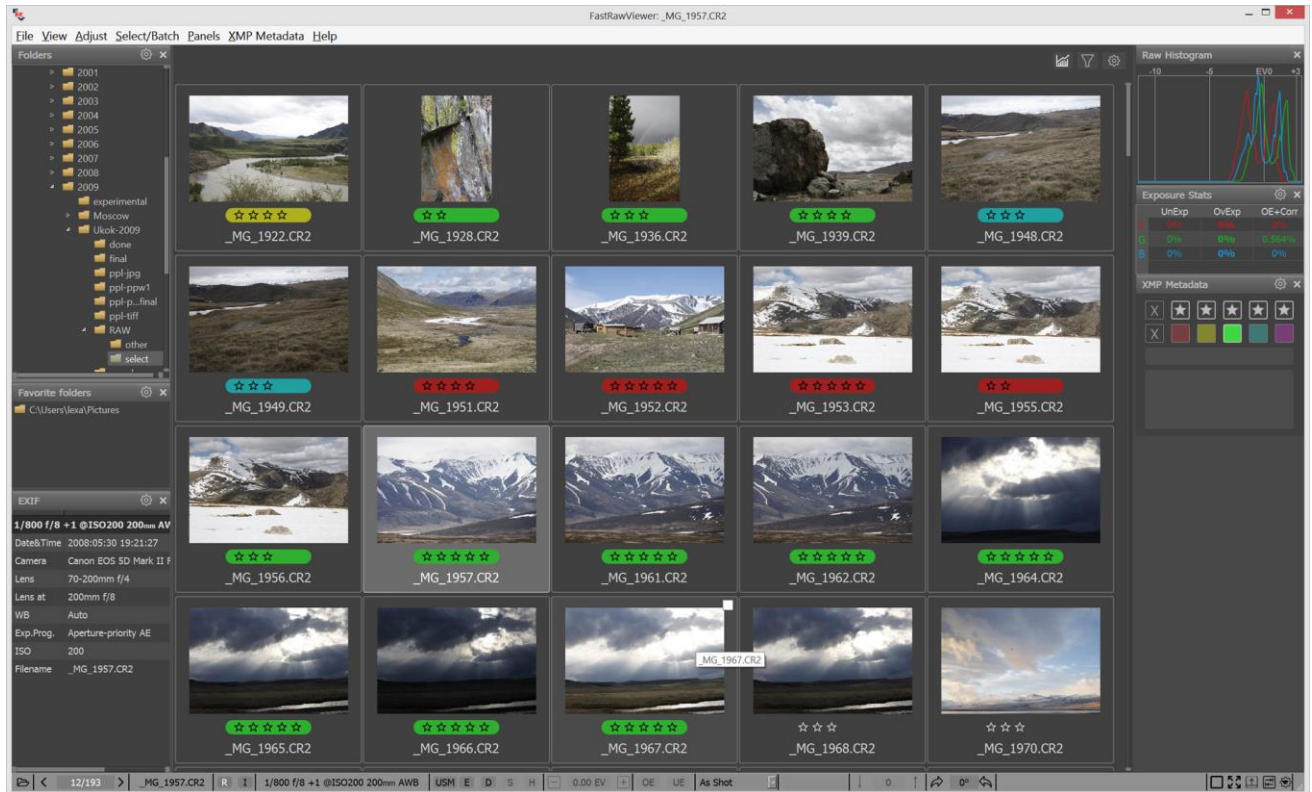 FastRawViewer: _MG_1957.CR2
File View Adjust Select/Batch Panels XMP Metadata Help
Folders
2001
2002
2003
2004
2005
2006
2007
2008
2009
experimental
Moscow
Ukok-2009
done
final
ppl-jpg
ppl-ppw1
ppl-p...final
ppl-tiff
RAW
other
select
Favorite folders
C:\Users\lexa\Pictures
EXIF
1/800 f/8 +1 @ISO200 200mm AW
Date&Time 2008:05:30 19:21:27
Camera Canon EOS 5D Mark II F
Lens 70-200mm f/4
Lens at 200mm f/8
WB Auto
Exp.Prog. Aperture-priority AE
ISO 200
Filename _MG_1957.CR2
_MG_1922.CR2 _MG_1928.CR2 _MG_1936.CR2 _MG_1939.CR2 _MG_1948.CR2
_MG_1949.CR2 _MG_1951.CR2 _MG_1952.CR2 _MG_1953.CR2 _MG_1955.CR2
_MG_1956.CR2 _MG_1957.CR2 _MG_1961.CR2 _MG_1962.CR2 _MG_1964.CR2
_MG_1967.CR2
_MG_1965.CR2 _MG_1966.CR2 _MG_1967.CR2 _MG_1968.CR2 _MG_1970.CR2
Raw Histogram
-10 -5 EV0 +3
Exposure Stats
UnExp OvExp OE+Corr
R 0% 0% 0%
G 0% 0% 0.564%
B 0% 0% 0%
XMP Metadata
X
X
12/193 _MG_1957.CR2 R I 1/800 f/8 +1 @ISO200 200mm AWB USM E D S H 0.00 EV OE UE As Shot 0 0°